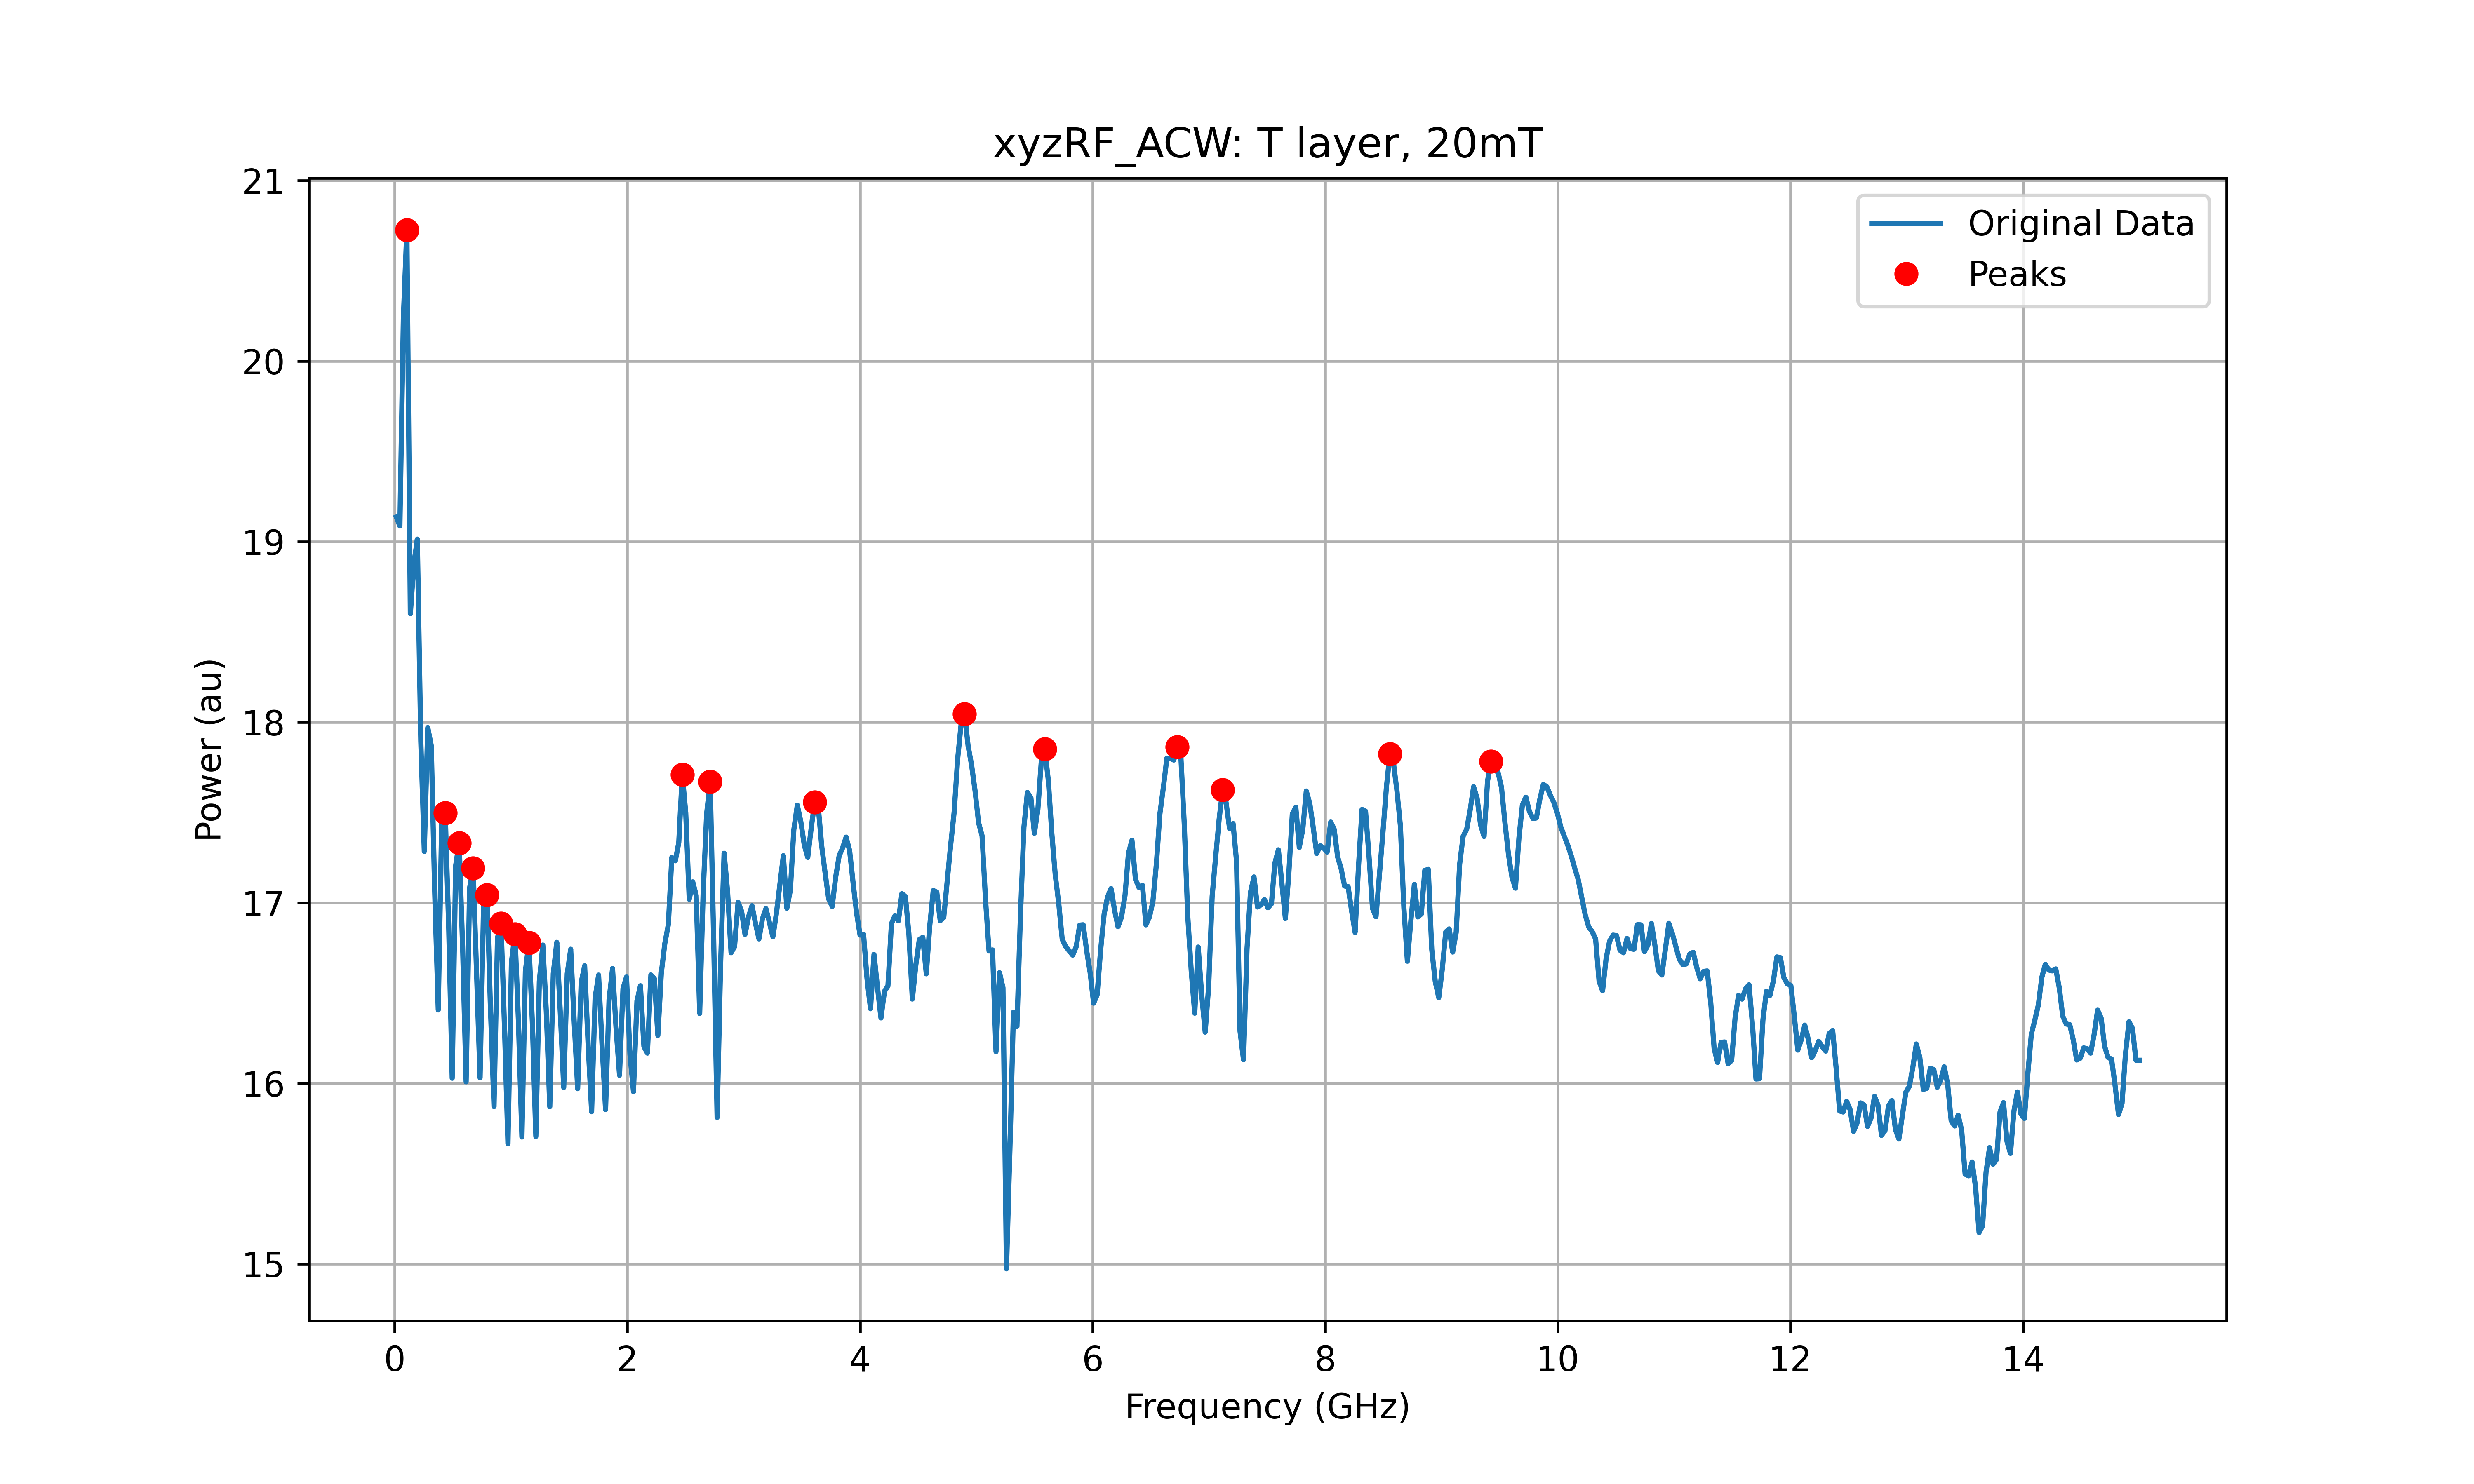 xyzRF_ACW: T layer, 20mT
Original Data
Peaks
Power (au)
21
20
19
18
17
16
15
0 2 4 6 8 10 12 14
Frequency (GHz)